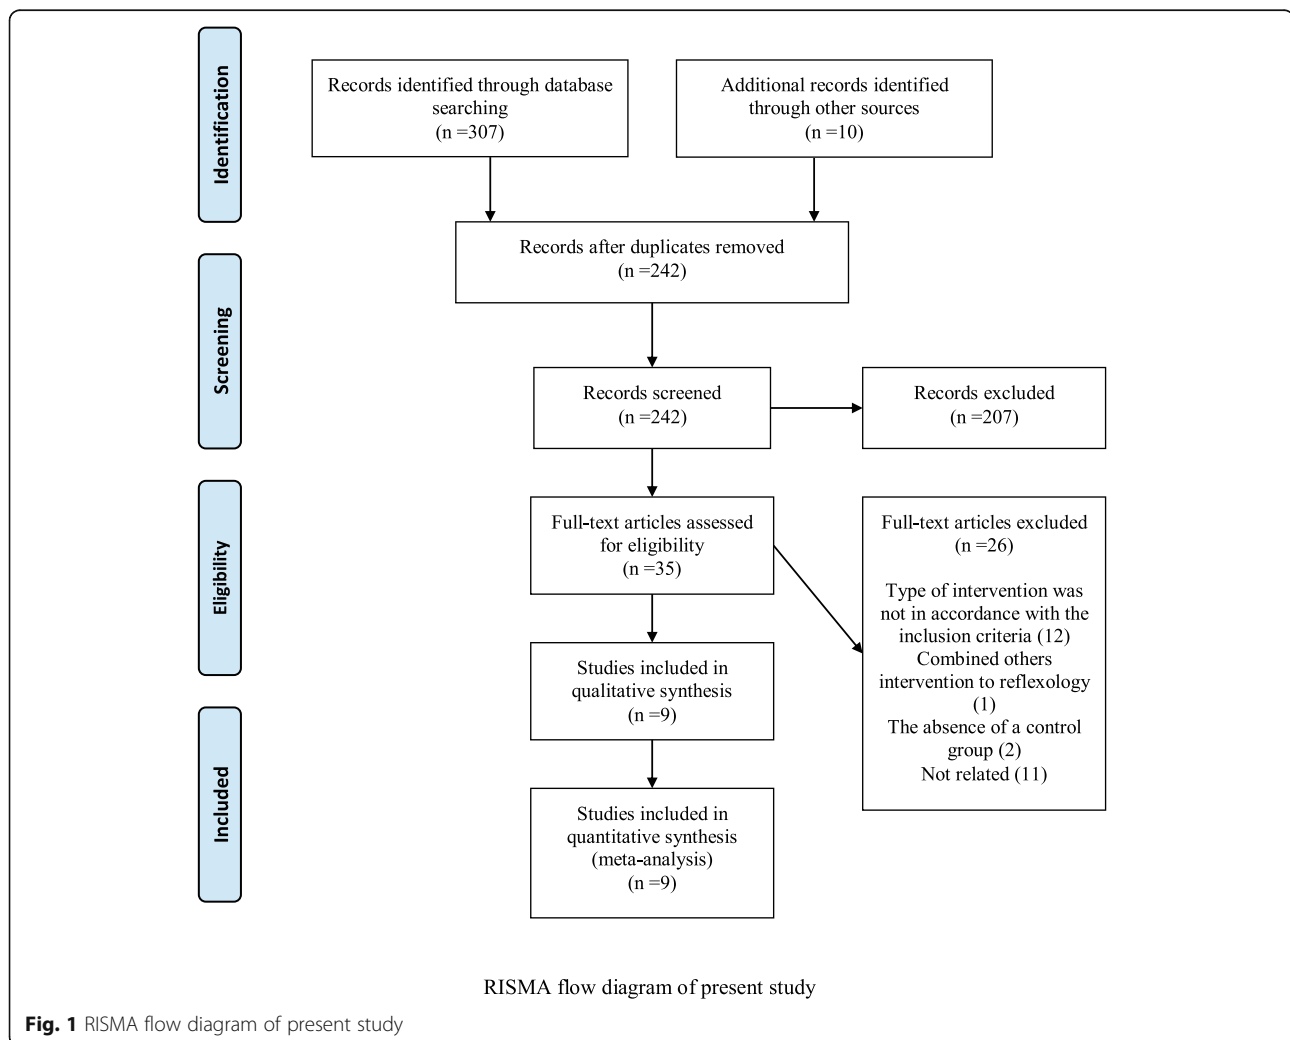 Identification
Records identified through database
searching
(n =307)
Additional records identified
through other sources
(n =10)
Records after duplicates removed
(n =242)
Screening
Records screened
(n =242)
Records excluded
(n =207)
Eligibility
Full-text articles assessed
for eligibility
(n =35)
Full-text articles excluded
(n =26)
Type of intervention was
not in accordance with the
inclusion criteria (12)
Combined others
intervention to reflexology
(1)
The absence of a control
group (2)
Not related (11)
Studies included in
qualitative synthesis
(n =9)
Included
Studies included in
quantitative synthesis
(meta-analysis)
(n =9)
RISMA flow diagram of present study
Fig. 1 RISMA flow diagram of present study